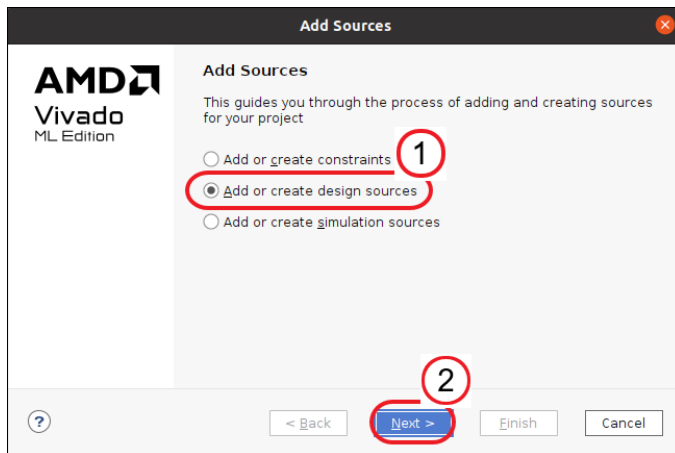 Add Sources
AMD
Vivado
ML Edition
Add Sources
This guides you through the process of adding and creating sources
for your project
Add or create constraints
1
Add or create design sources
Add or create simulation sources
2
?
< Back
Next >
Finish
Cancel